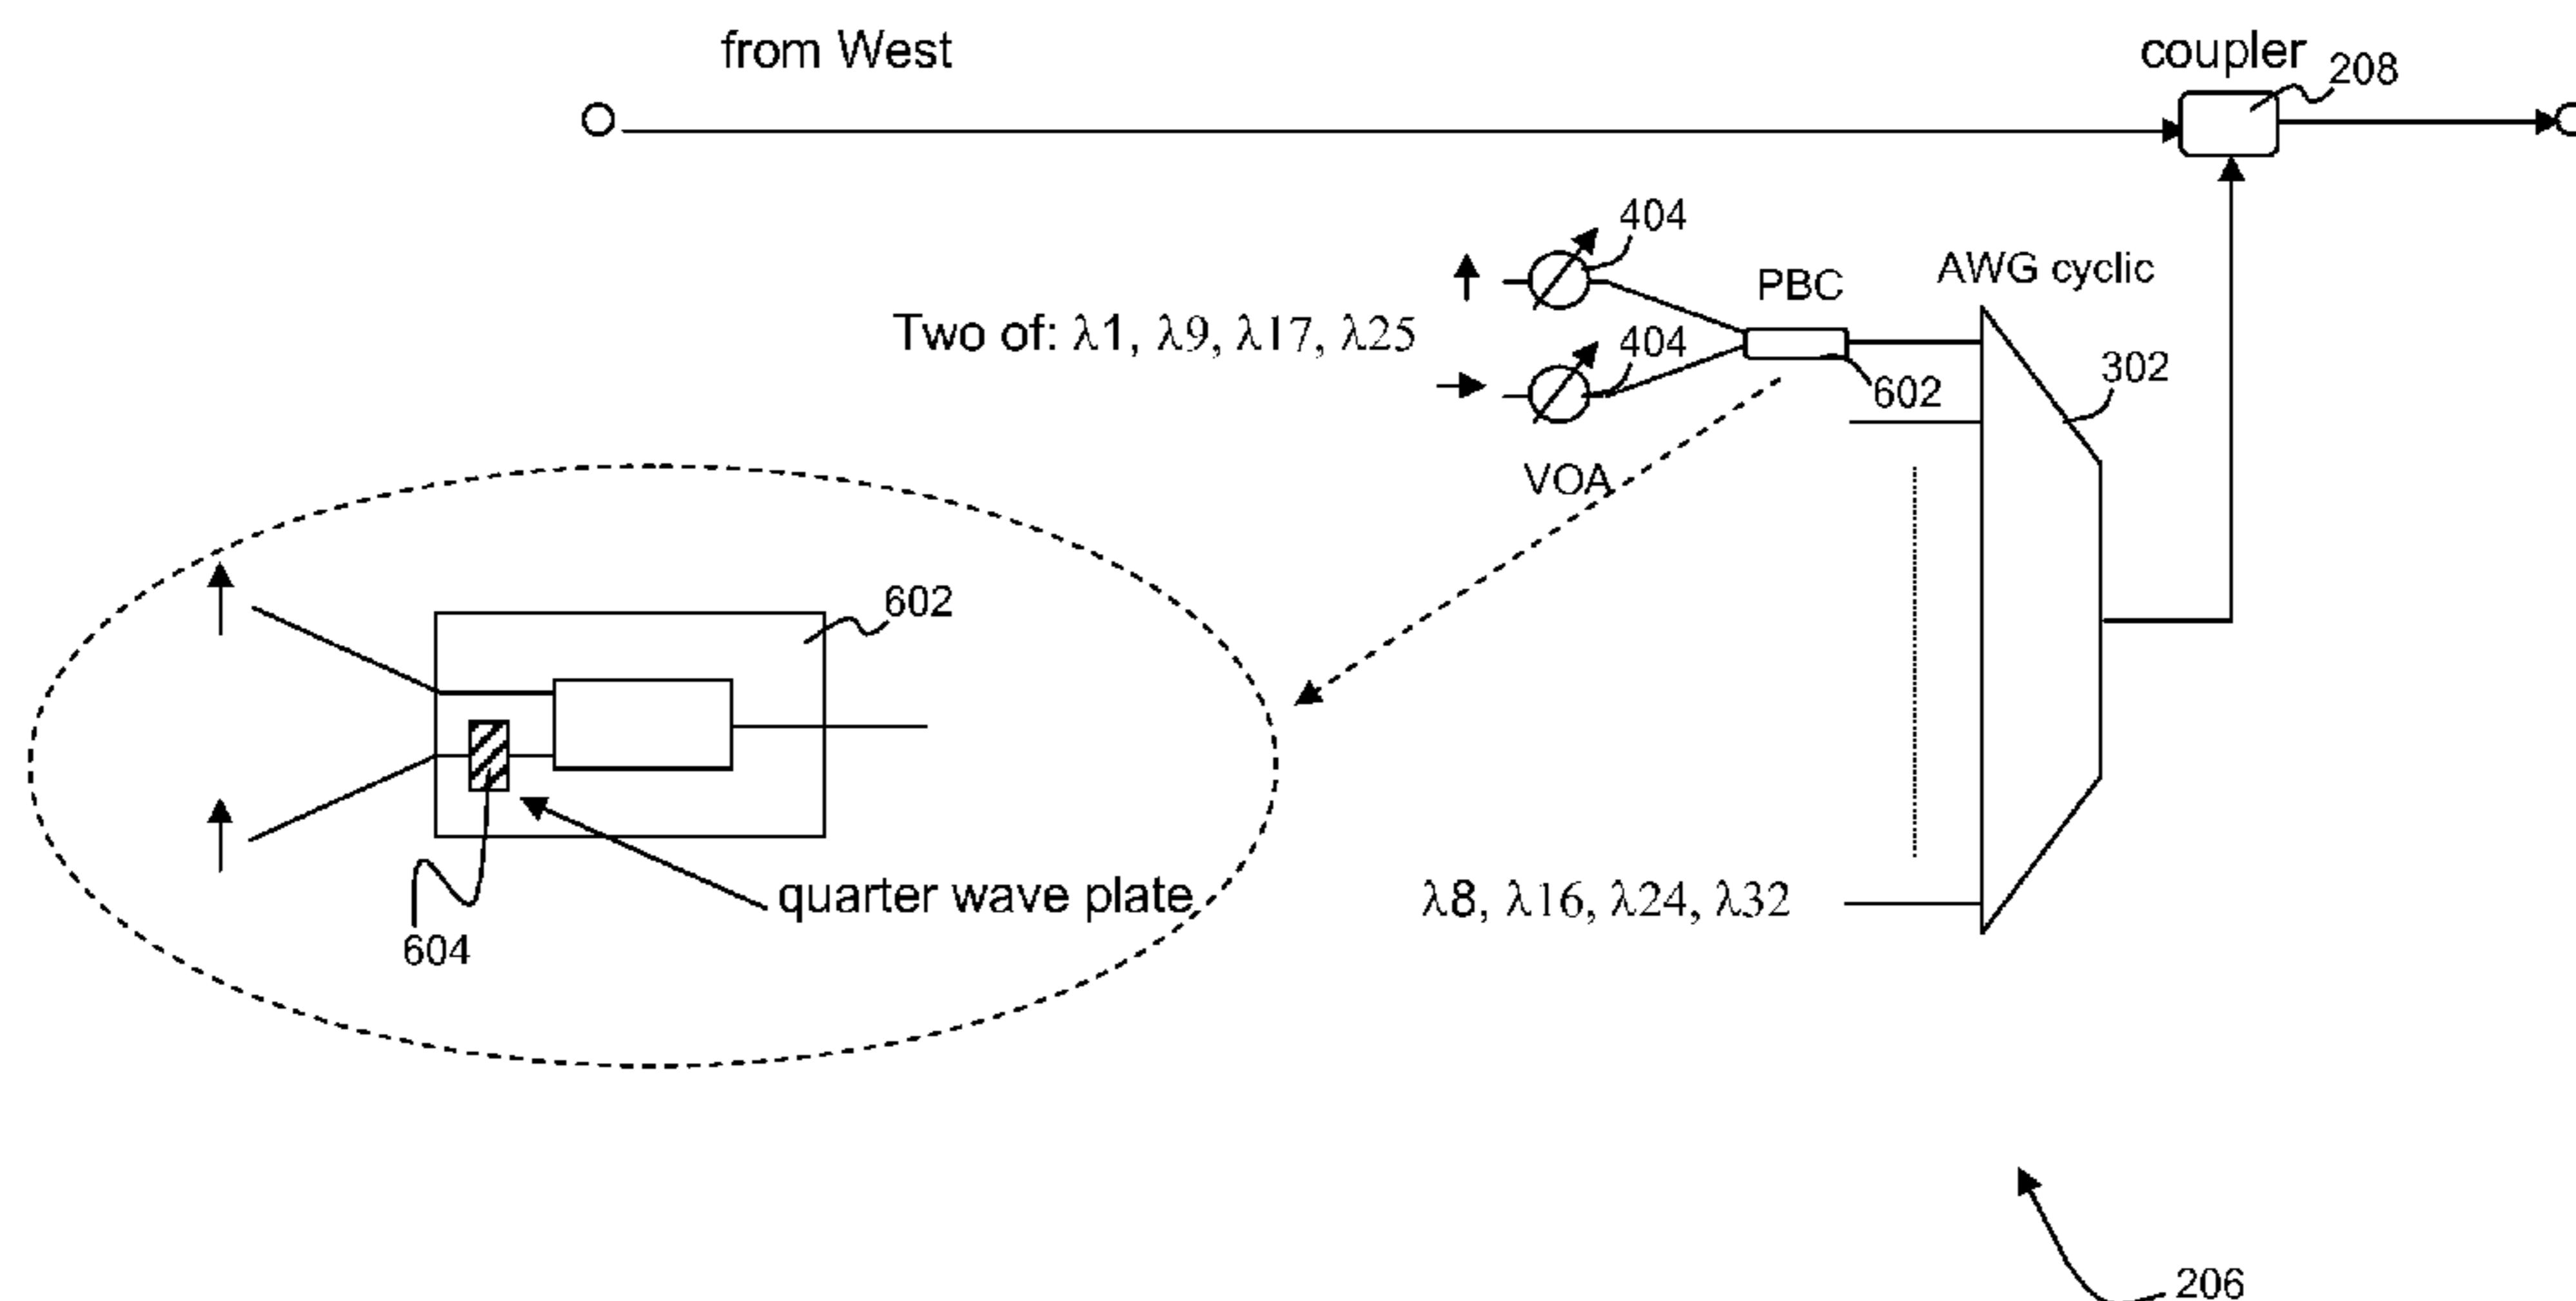 from West
coupler
208
404
AWG cyclic
PBC
Two of: λ1, λ9, λ17, λ25
404
302
602
VOA
602
quarter wave plate
λ8, λ16, λ24, λ32
604
206